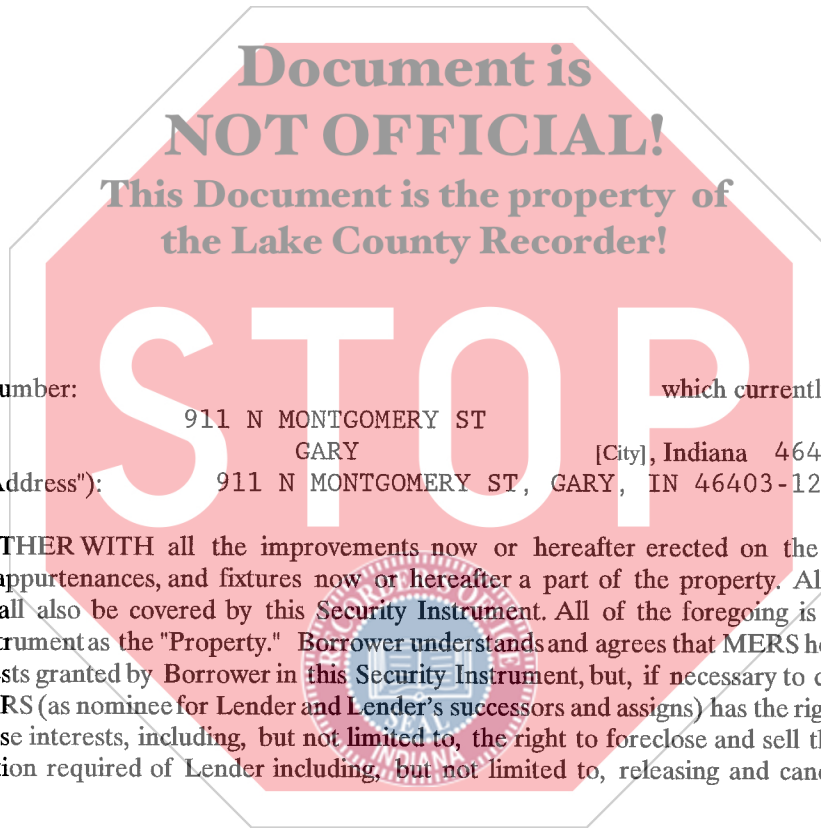 Document is
NOT OFFICIAL!
This Document is the property of
the Lake County Recorder!
STOP
umber: which currentl
911 N MONTGOMERY ST
GARY [City], Indiana 464
Address"): 911 N MONTGOMERY ST, GARY, IN 46403-12
THER WITH all the improvements now or hereafter erected on the
appurtenances, and fixtures now or hereafter a part of the property. Al
all also be covered by this Security Instrument. All of the foregoing is
trument as the "Property." Borrower understands and agrees that MERS h
sts granted by Borrower in this Security Instrument, but, if necessary to c
RS (as nominee for Lender and Lender's successors and assigns) has the rig
se interests, including, but not limited to, the right to foreclose and sell th
tion required of Lender including, but not limited to, releasing and canc
RECORDER'S OFFICE
SEAL
INDIANA